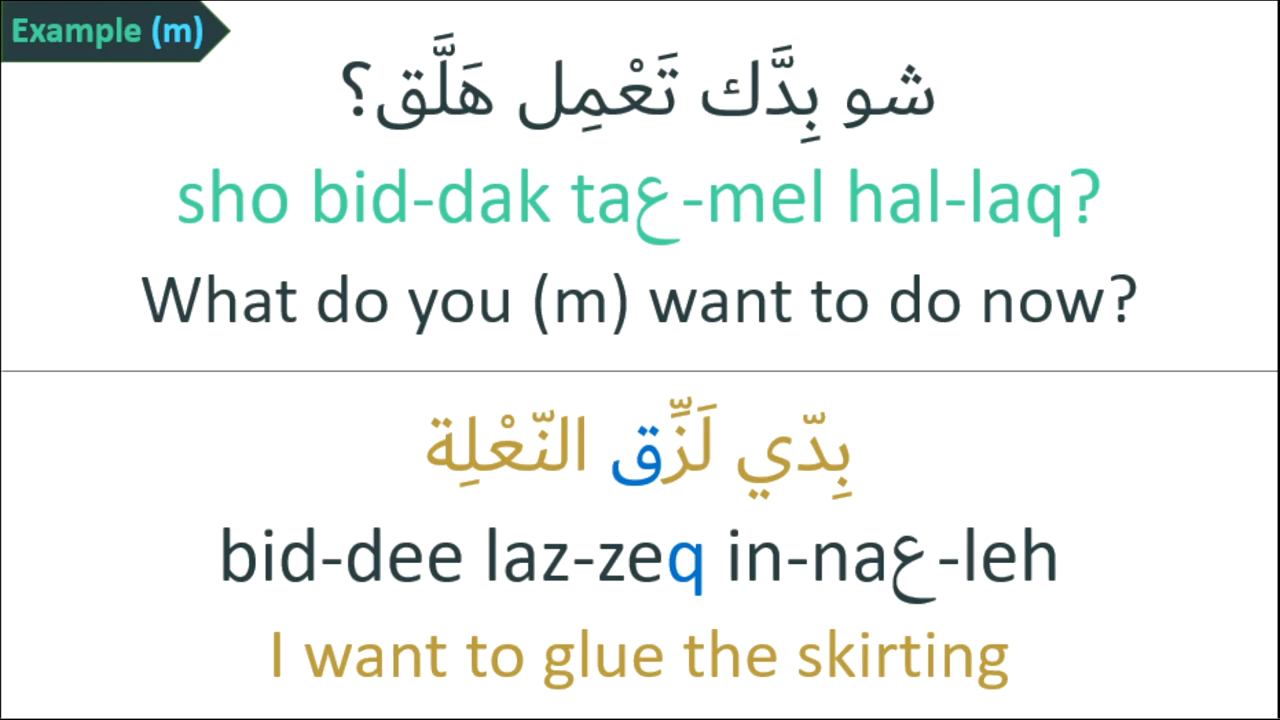 Example (m)
شو بِدَّك تَعْمِل هَلَّق؟
sho bid-dak taع-mel hal-laq?
What do you (m) want to do now?
بِدّي لَزِّق النّعْلِة
bid-dee laz-zeq in-naع-leh
I want to glue the skirting